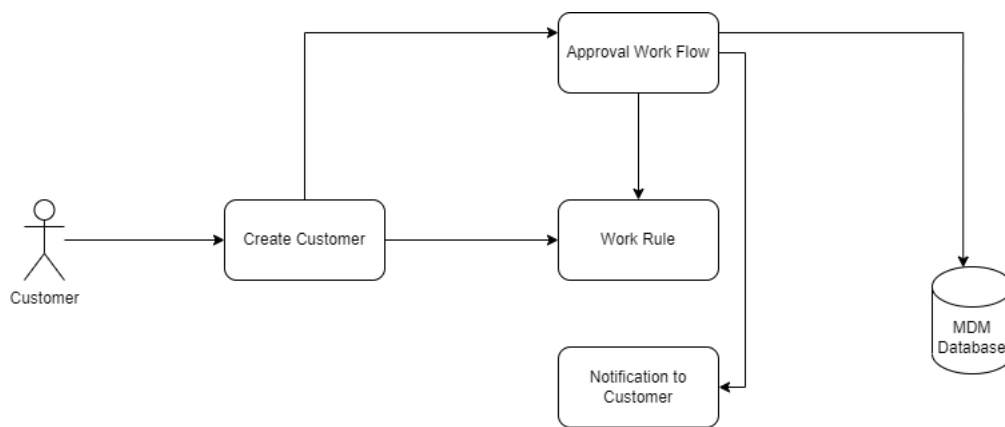 Approval Work Flow
Create Customer
Work Rule
Customer
MDM
Database
Notification to
Customer